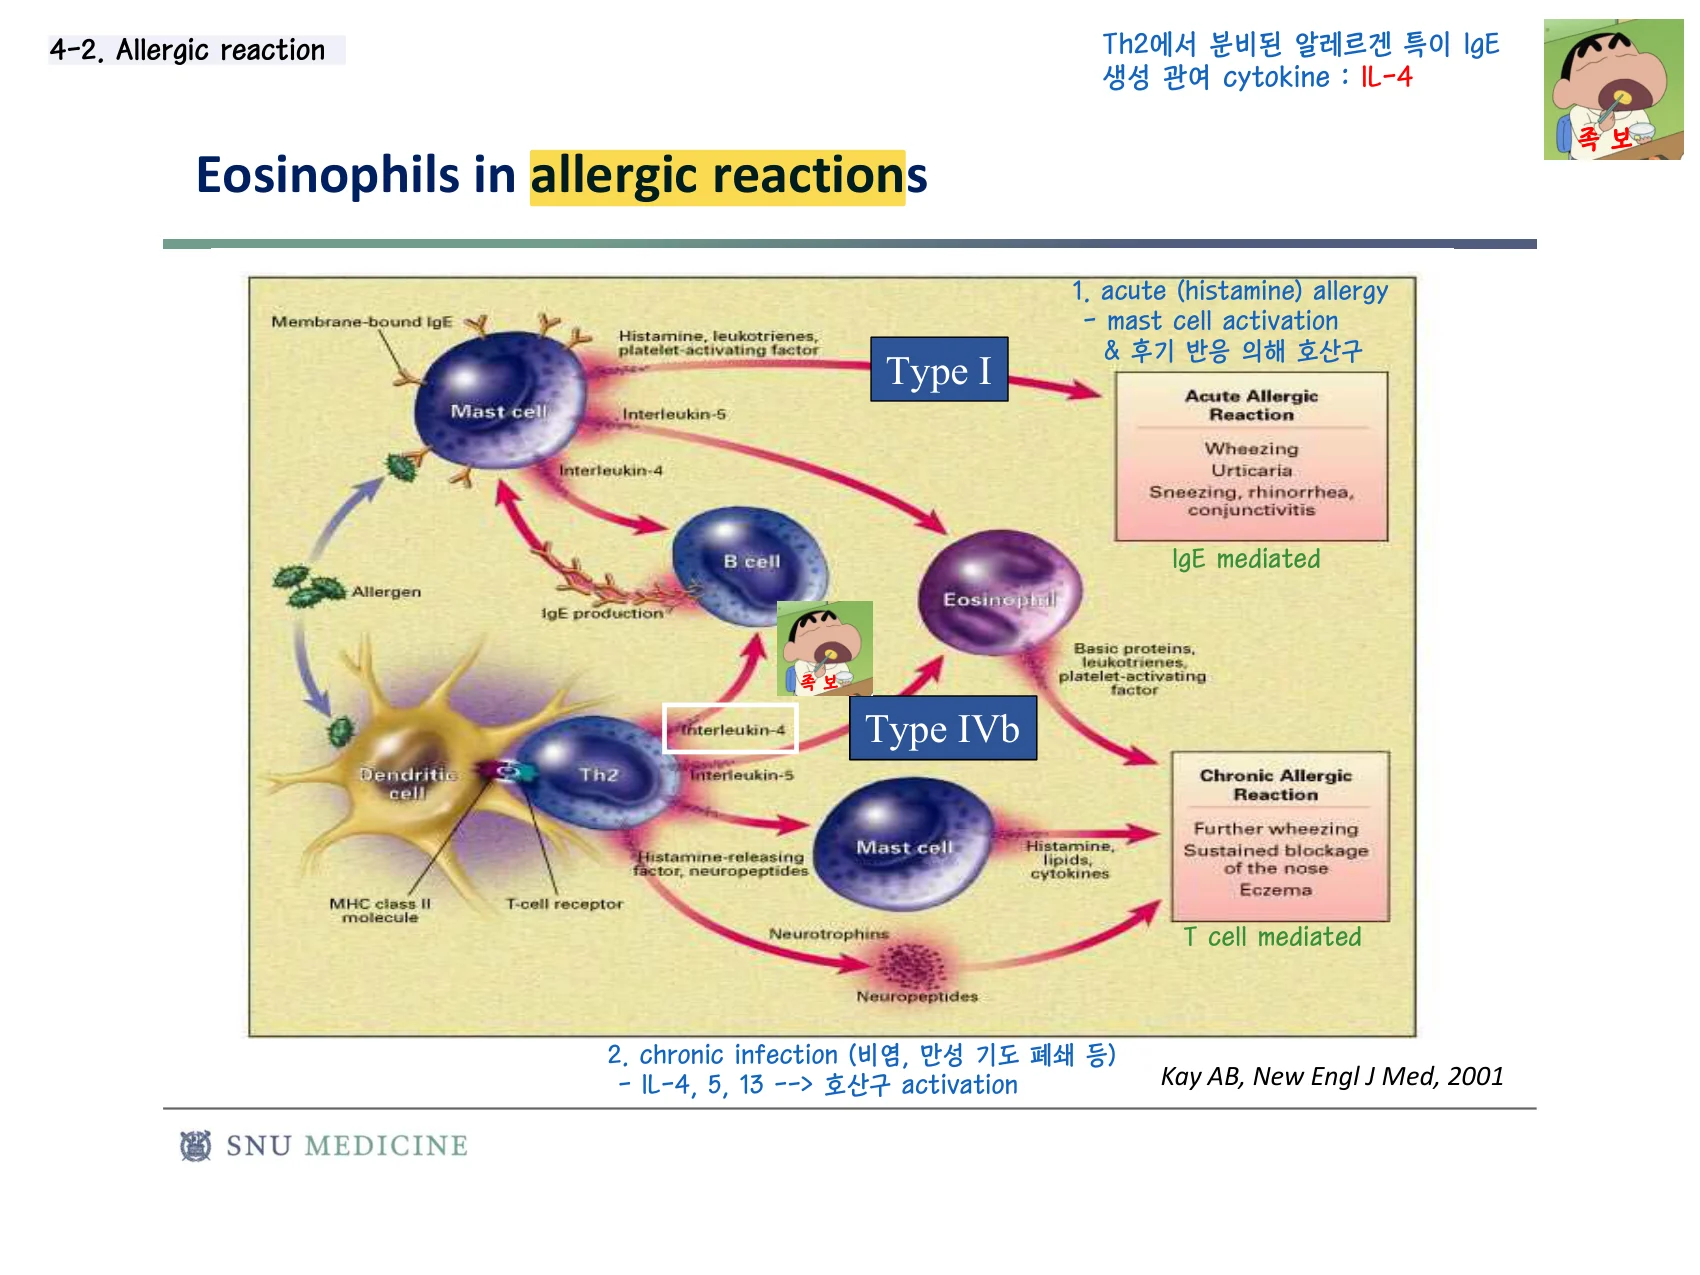 4-2. Allergic reaction
Th2에서 분비된 알레르겐 특이 IgE
생성 관여 cytokine : IL-4
족보
Eosinophils in allergic reactions
1. acute (histamine) allergy
- mast cell activation
& 후기 반응 의해 호산구
Membrane-bound IgE
Histamine, leukotrienes,
platelet-activating factor
Type I
Mast cell
Interleukin-5
Interleukin-4
Acute Allergic
Reaction
Wheezing
Urticaria
Sneezing, rhinorrhea,
conjunctivitis
IgE mediated
B cell
Allergen
IgE production
Eosinophil
족보
Basic proteins,
leukotrienes,
platelet-activating
factor
Interleukin-4
Type IVb
Dendritic
cell
Th2
Interleukin-5
Chronic Allergic
Reaction
Further wheezing
Sustained blockage
of the nose
Eczema
Mast cell
Histamine-releasing
factor, neuropeptides
Histamine,
lipids,
cytokines
MHC class II
molecule
T-cell receptor
Neurotrophins
T cell mediated
Neuropeptides
2. chronic infection (비염, 만성 기도 폐쇄 등)
- IL-4, 5, 13 --> 호산구 activation
Kay AB, New Engl J Med, 2001
SNU MEDICINE